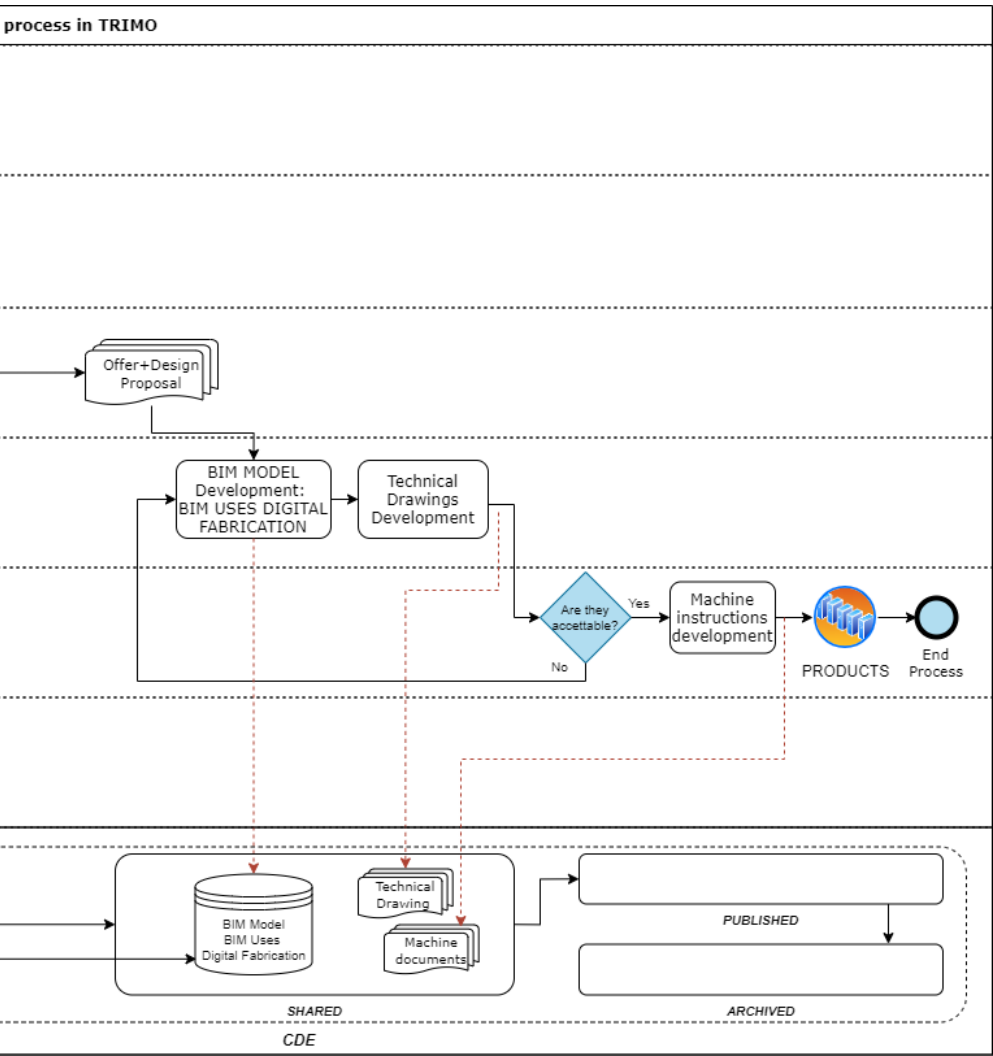 process in TRIMO
Offer+Design
Proposal
BIM MODEL
Development:
BIM USES DIGITAL
FABRICATION
Technical
Drawings
Development
Are they
accettable?
Yes
No
Machine
instructions
development
PRODUCTS
End
Process
BIM Model
BIM Uses
Digital Fabrication
Technical
Drawing
Machine
documents
SHARED
PUBLISHED
ARCHIVED
CDE